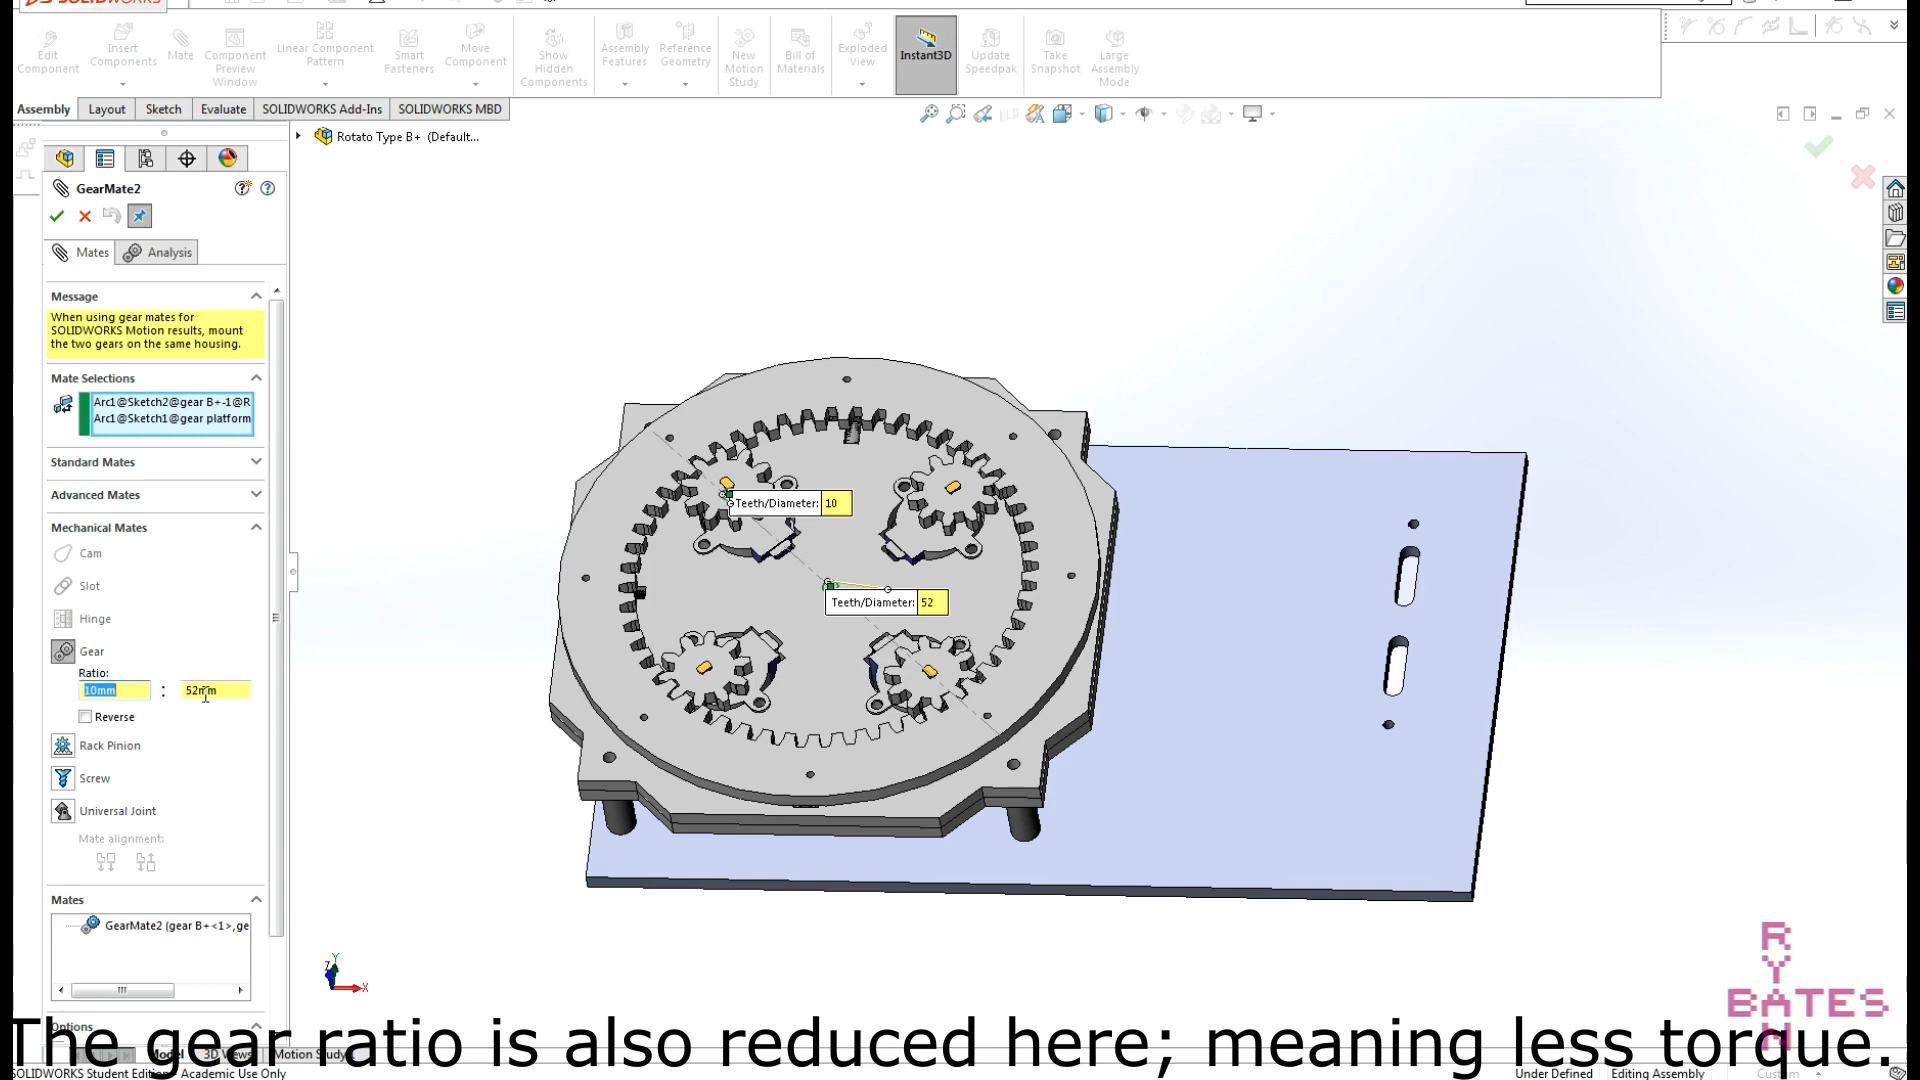 SOLIDWORKS
Edit Component
Insert Components
Mate
Component Preview Window
Linear Component Pattern
Smart Fasteners
Move Component
Show Hidden Components
Assembly Features
Reference Geometry
New Motion Study
Bill of Materials
Exploded View
Instant3D
Update Speedpak
Take Snapshot
Large Assembly Mode
Assembly
Layout
Sketch
Evaluate
SOLIDWORKS Add-Ins
SOLIDWORKS MBD
Rotato Type B+ (Default...
GearMate2
Mates
Analysis
Message
When using gear mates for
SOLIDWORKS Motion results, mount
the two gears on the same housing.
Mate Selections
Arc1@Sketch2@gear B+-1@R
Arc1@Sketch1@gear platform
Standard Mates
Advanced Mates
Mechanical Mates
Cam
Slot
Hinge
Gear
Ratio:
10mm : 52mm
Reverse
Rack Pinion
Screw
Universal Joint
Mate alignment:
Mates
GearMate2 (gear B+<1>,ge
Options
Teeth/Diameter: 10
Teeth/Diameter: 52
Z
Y
X
RYAN
BATES
The gear ratio is also reduced here; meaning less torque.
Model
3D Views
Motion Study
SOLIDWORKS Student Edition - Academic Use Only
Under Defined
Editing Assembly
Custom